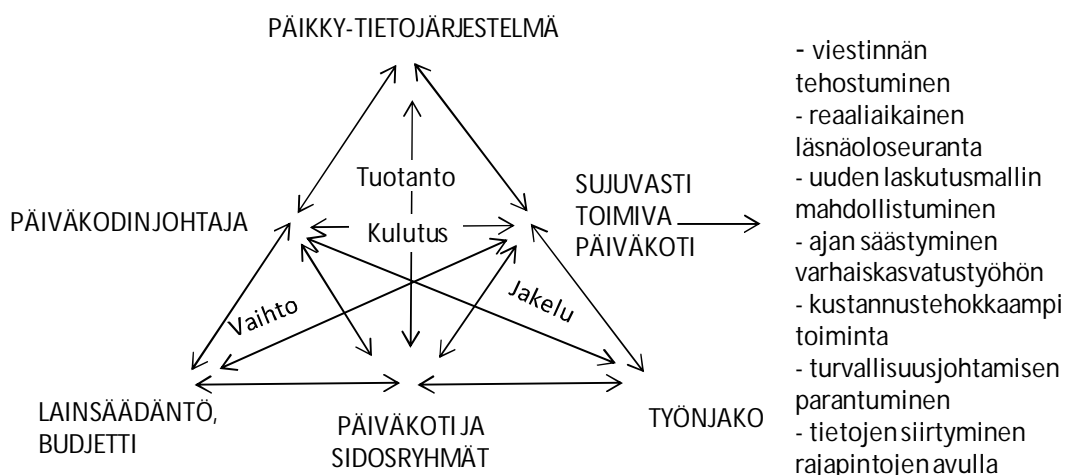 PÄIKKY-TIETOJÄRJESTELMÄ
Tuotanto
Kulutus
PÄIVÄKODINJOHTAJA
SUJUVASTI
TOIMIVA
PÄIVÄKOTI
Vaihto
Jakelu
LAINSÄÄDÄNTÖ,
BUDJETTI
PÄIVÄKOTI JA
SIDOSRYHMÄT
TYÖNJAKO
- viestinnän
tehostuminen
- reaaliaikainen
läsnäoloseuranta
- uuden laskutusmallin
mahdollistuminen
- ajan säästyminen
varhaiskasvatustyöhön
- kustannustehokkaampi
toiminta
- turvallisuusjohtamisen
parantuminen
- tietojen siirtyminen
rajapintojen avulla